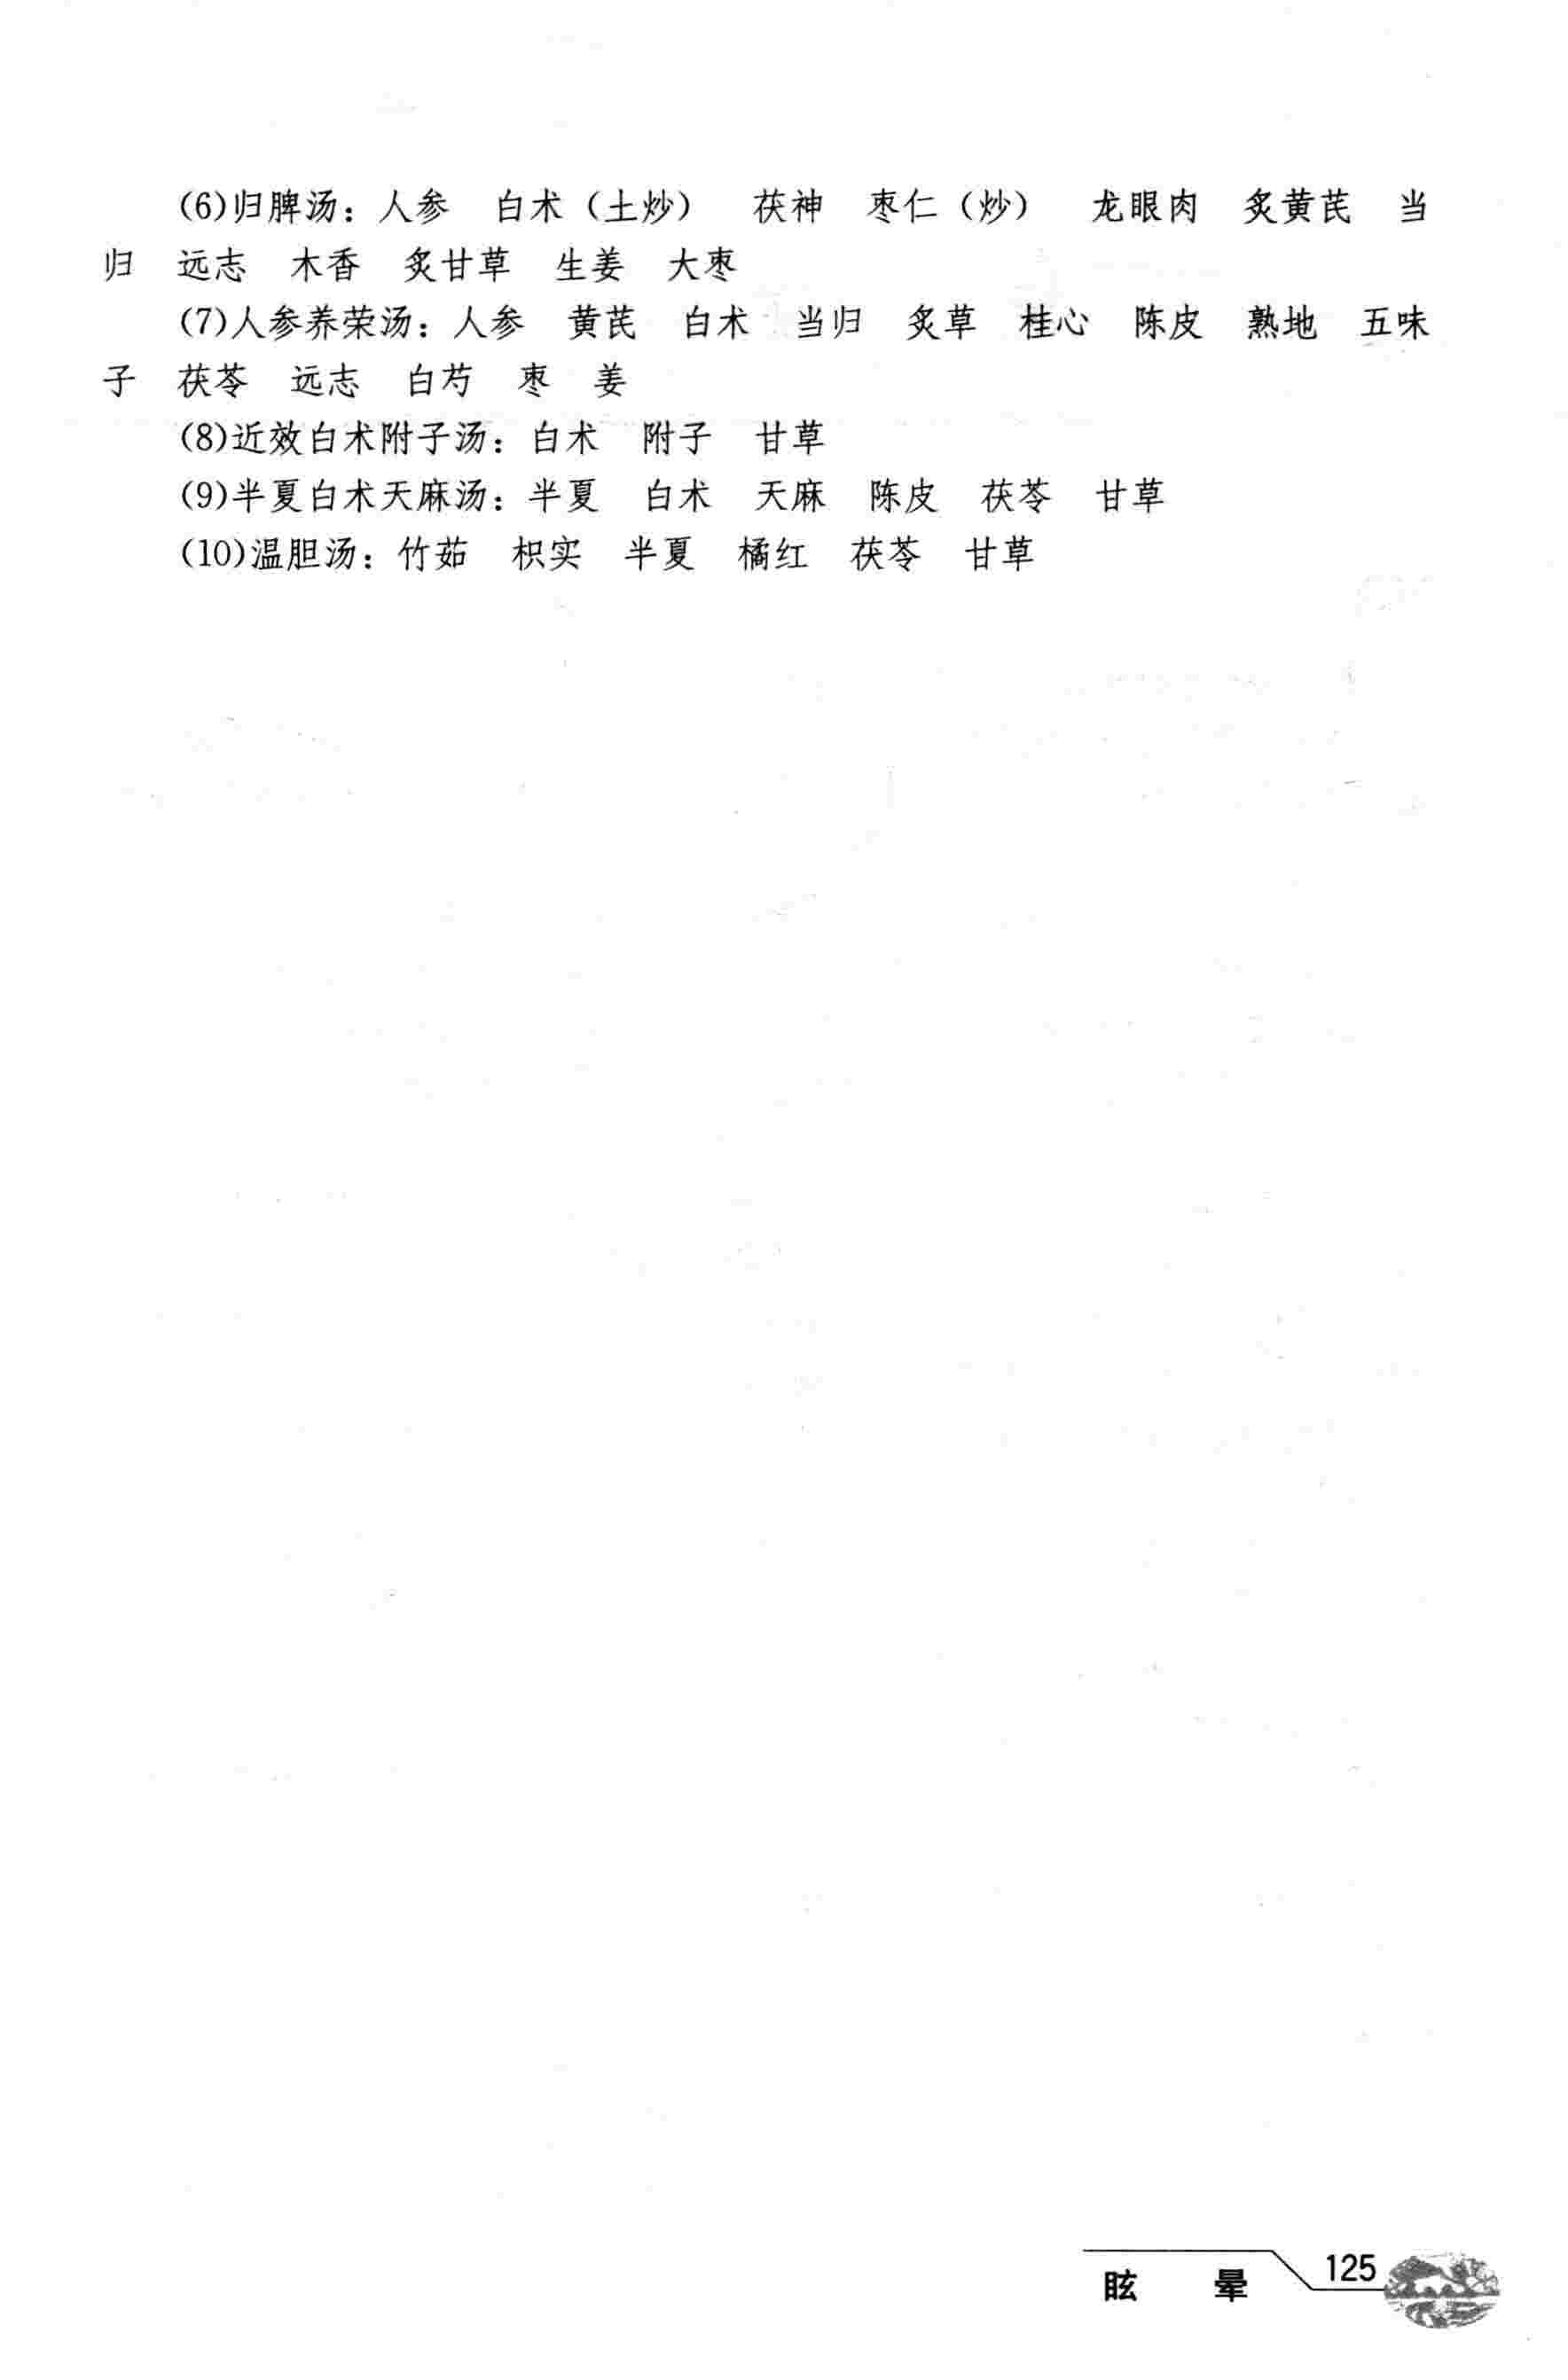 (6)归脾汤：人参　白术（土炒）　茯神　枣仁（炒）　龙眼肉　炙黄芪　当
归　远志　木香　炙甘草　生姜　大枣
(7)人参养荣汤：人参　黄芪　白术　当归　炙草　桂心　陈皮　熟地　五味
子　茯苓　远志　白芍　枣　姜
(8)近效白术附子汤：白术　附子　甘草
(9)半夏白术天麻汤：半夏　白术　天麻　陈皮　茯苓　甘草
(10)温胆汤：竹茹　枳实　半夏　橘红　茯苓　甘草
眩　晕　125